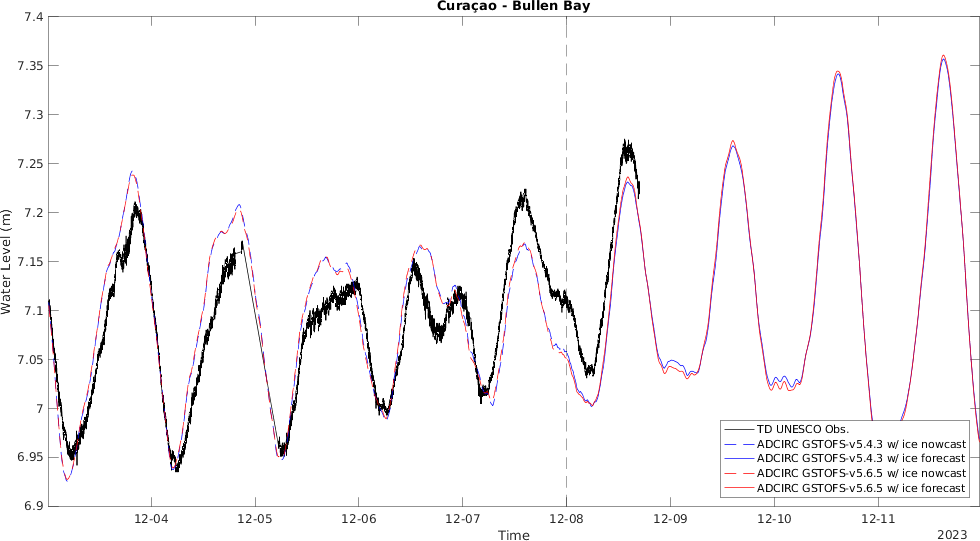 Curaçao - Bullen Bay
7.4
7.35
7.3
7.25
7.2
7.15
7.1
7.05
7
6.95
6.9
Water Level (m)
12-04
12-05
12-06
12-07
12-08
12-09
12-10
12-11
Time
2023
TD UNESCO Obs.
ADCIRC GSTOFS-v5.4.3 w/ ice nowcast
ADCIRC GSTOFS-v5.4.3 w/ ice forecast
ADCIRC GSTOFS-v5.6.5 w/ ice nowcast
ADCIRC GSTOFS-v5.6.5 w/ ice forecast